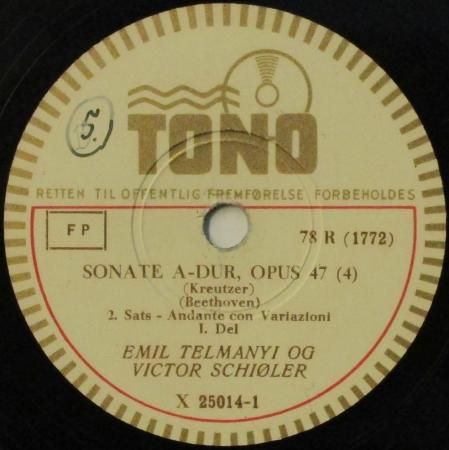 5.
TONO
RETTEN TIL OFFENTLIG FREMFØRELSE FORBEHOLDES
FP
78 R (1772)
SONATE A-DUR, OPUS 47 (4)
(Kreutzer)
(Beethoven)
2. Sats - Andante con Variazioni
1. Del
EMIL TELMANYI OG
VICTOR SCHIØLER
X 25014-1